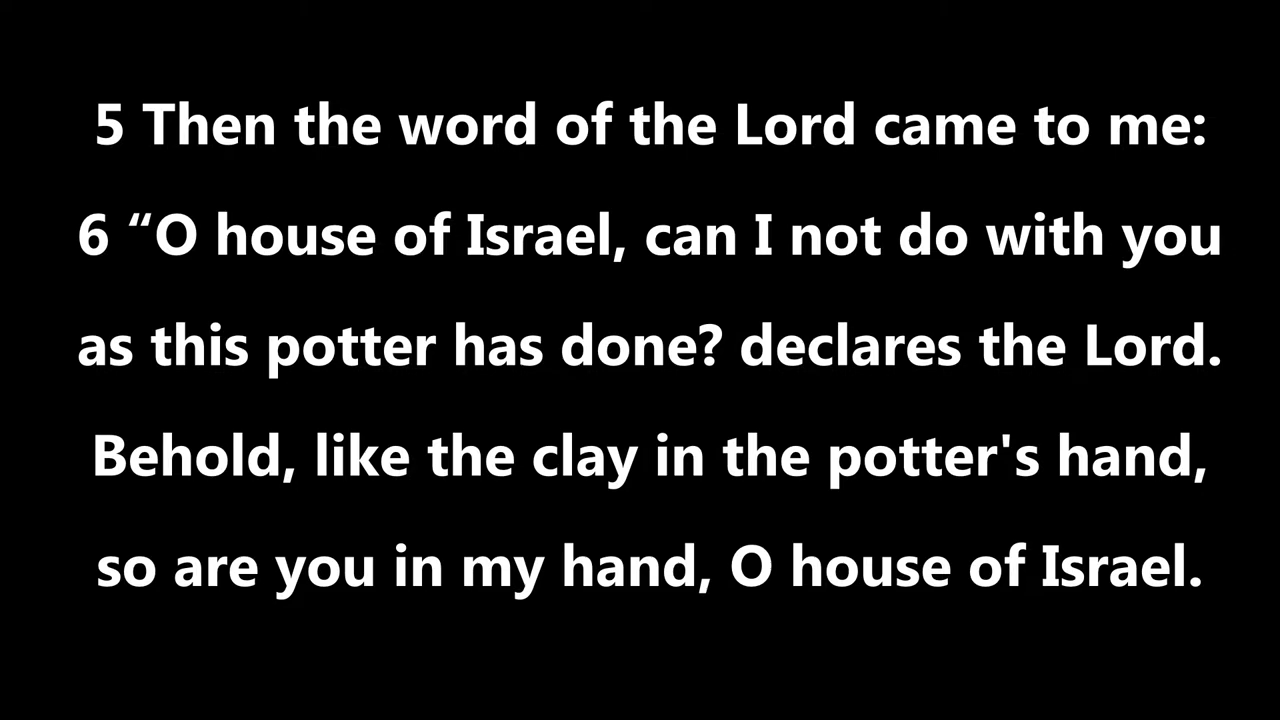 5 Then the word of the Lord came to me:
6 “O house of Israel, can I not do with you
as this potter has done? declares the Lord.
Behold, like the clay in the potter's hand,
so are you in my hand, O house of Israel.